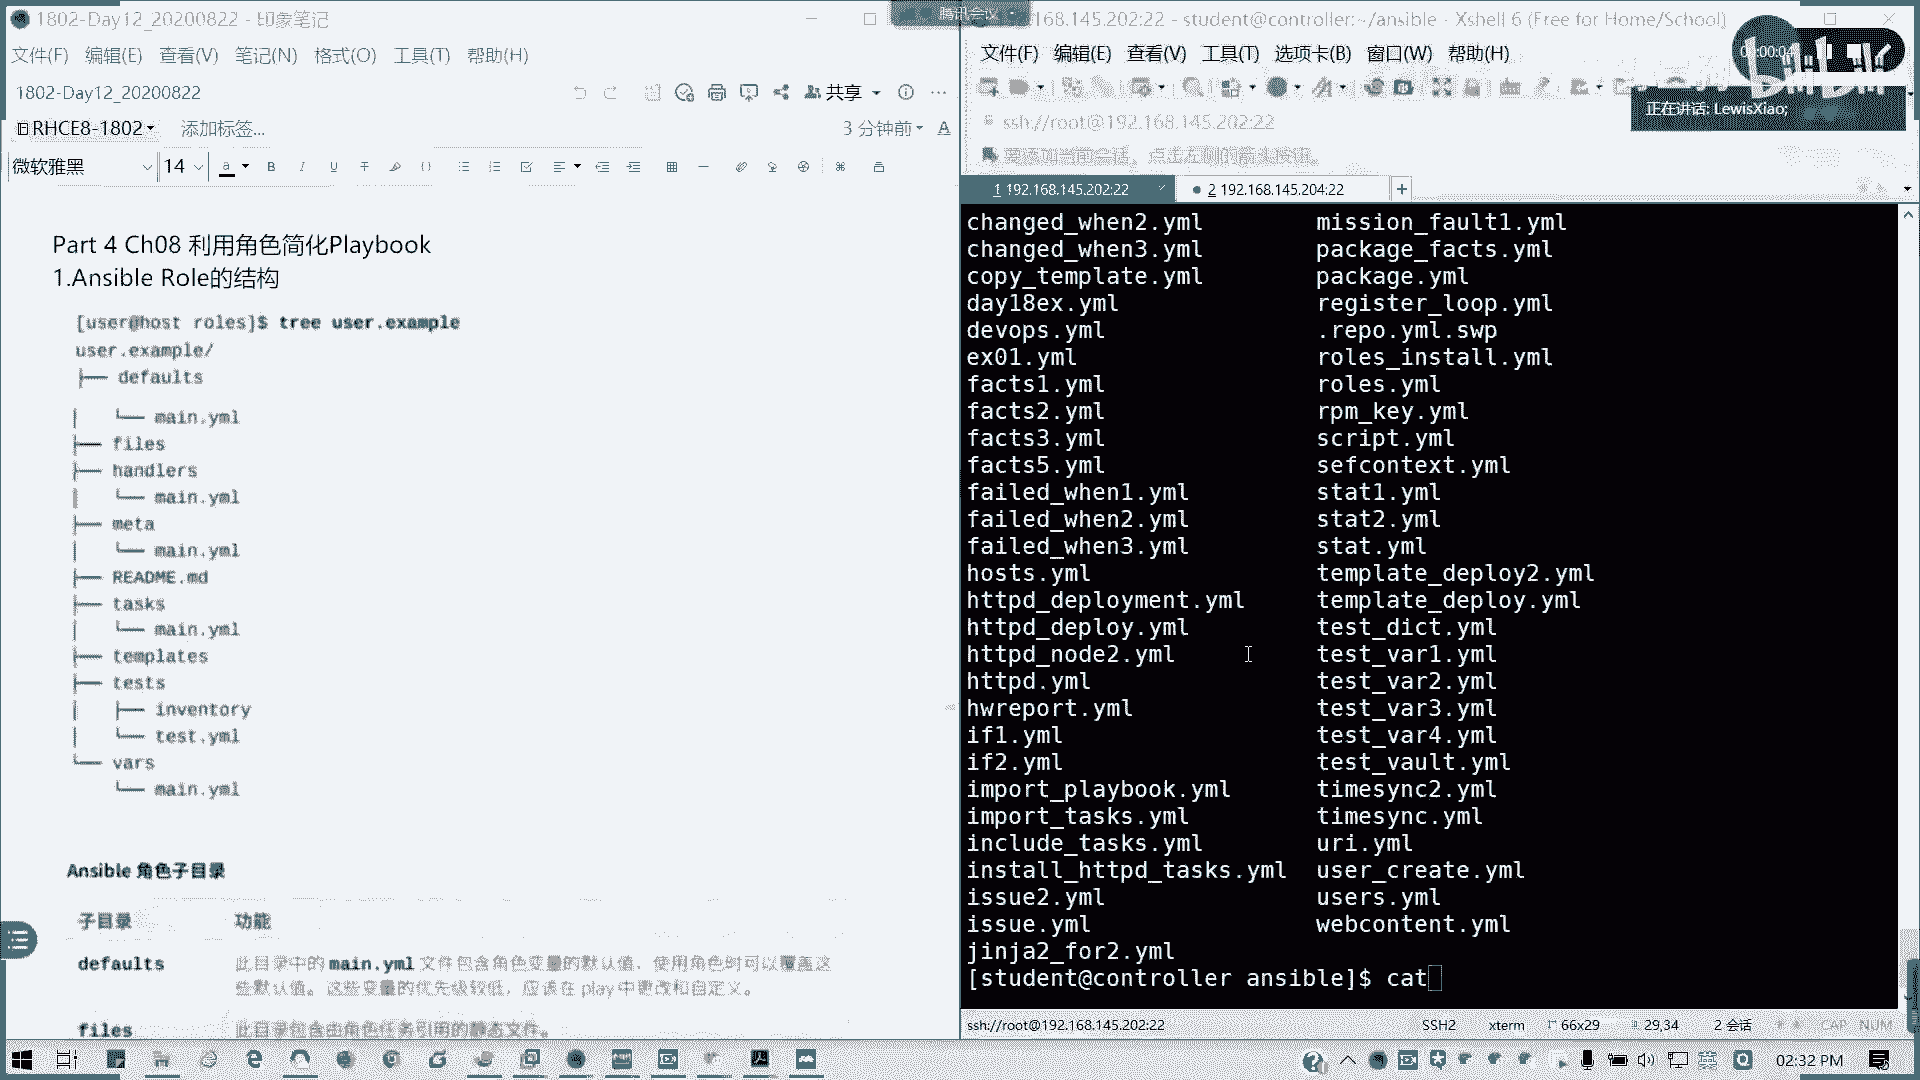 1802-Day12_20200822 - 印象笔记
文件(F) 编辑(E) 查看(V) 笔记(N) 格式(O) 工具(T) 帮助(H)
1802-Day12_20200822
共享
RHCE8-1802
添加标签...
3 分钟前
微软雅黑
14
Part 4 Ch08 利用角色简化Playbook
1.Ansible Role的结构
[user@host roles]$ tree user.example
user.example/
├── defaults
│   └── main.yml
├── files
├── handlers
│   └── main.yml
├── meta
│   └── main.yml
├── README.md
├── tasks
│   └── main.yml
├── templates
├── tests
│   ├── inventory
│   └── test.yml
└── vars
    └── main.yml
Ansible 角色子目录
子目录 功能
defaults 此目录中的 main.yml 文件包含角色变量的默认值，使用角色时可以覆盖这
些默认值。这些变量的优先级较低，应该在 play 中更改和自定义。
files 此目录包含由角色任务引用的静态文件。
腾讯会议
168.145.202:22 - student@controller:~/ansible - Xshell 6 (Free for Home/School)
文件(F) 编辑(E) 查看(V) 工具(T) 选项卡(B) 窗口(W) 帮助(H)
正在讲话: LewisXiao;
ssh://root@192.168.145.202:22
要添加当前会话，点击左侧的箭头按钮。
1 192.168.145.202:22
2 192.168.145.204:22
changed_when2.yml mission_fault1.yml
changed_when3.yml package_facts.yml
copy_template.yml package.yml
day18ex.yml register_loop.yml
devops.yml .repo.yml.swp
ex01.yml roles_install.yml
facts1.yml roles.yml
facts2.yml rpm_key.yml
facts3.yml script.yml
facts5.yml sefcontext.yml
failed_when1.yml stat1.yml
failed_when2.yml stat2.yml
failed_when3.yml stat.yml
hosts.yml template_deploy2.yml
httpd_deployment.yml template_deploy.yml
httpd_deploy.yml test_dict.yml
httpd_node2.yml test_var1.yml
httpd.yml test_var2.yml
hwreport.yml test_var3.yml
if1.yml test_var4.yml
if2.yml test_vault.yml
import_playbook.yml timesync2.yml
import_tasks.yml timesync.yml
include_tasks.yml uri.yml
install_httpd_tasks.yml user_create.yml
issue2.yml users.yml
issue.yml webcontent.yml
jinja2_for2.yml
[student@controller ansible]$ cat
ssh://root@192.168.145.202:22 SSH2 xterm 66x29 29,34 2 会话 CAP NUM
英
02:32 PM